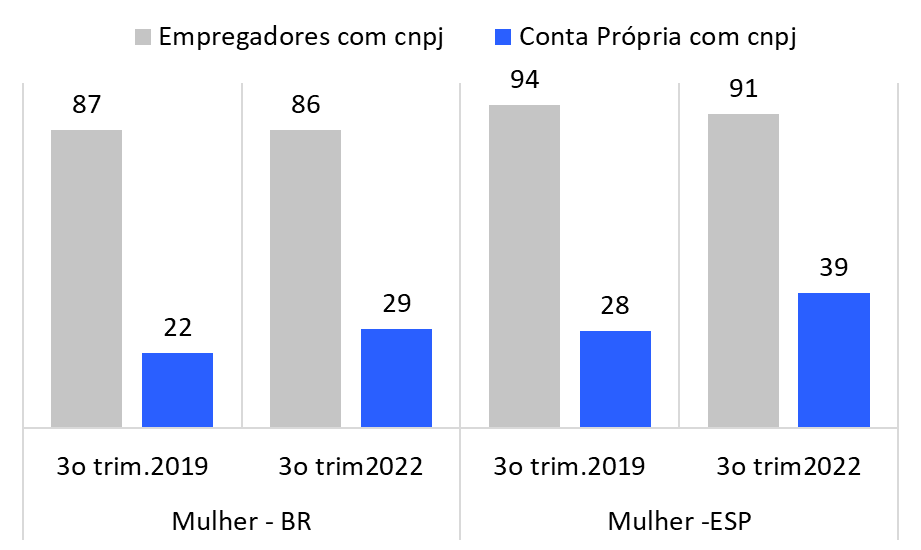 Empregadores com cnpj
Conta Própria com cnpj
87
22
86
29
94
28
91
39
3o trim.2019
3o trim2022
3o trim.2019
3o trim2022
Mulher - BR
Mulher -ESP